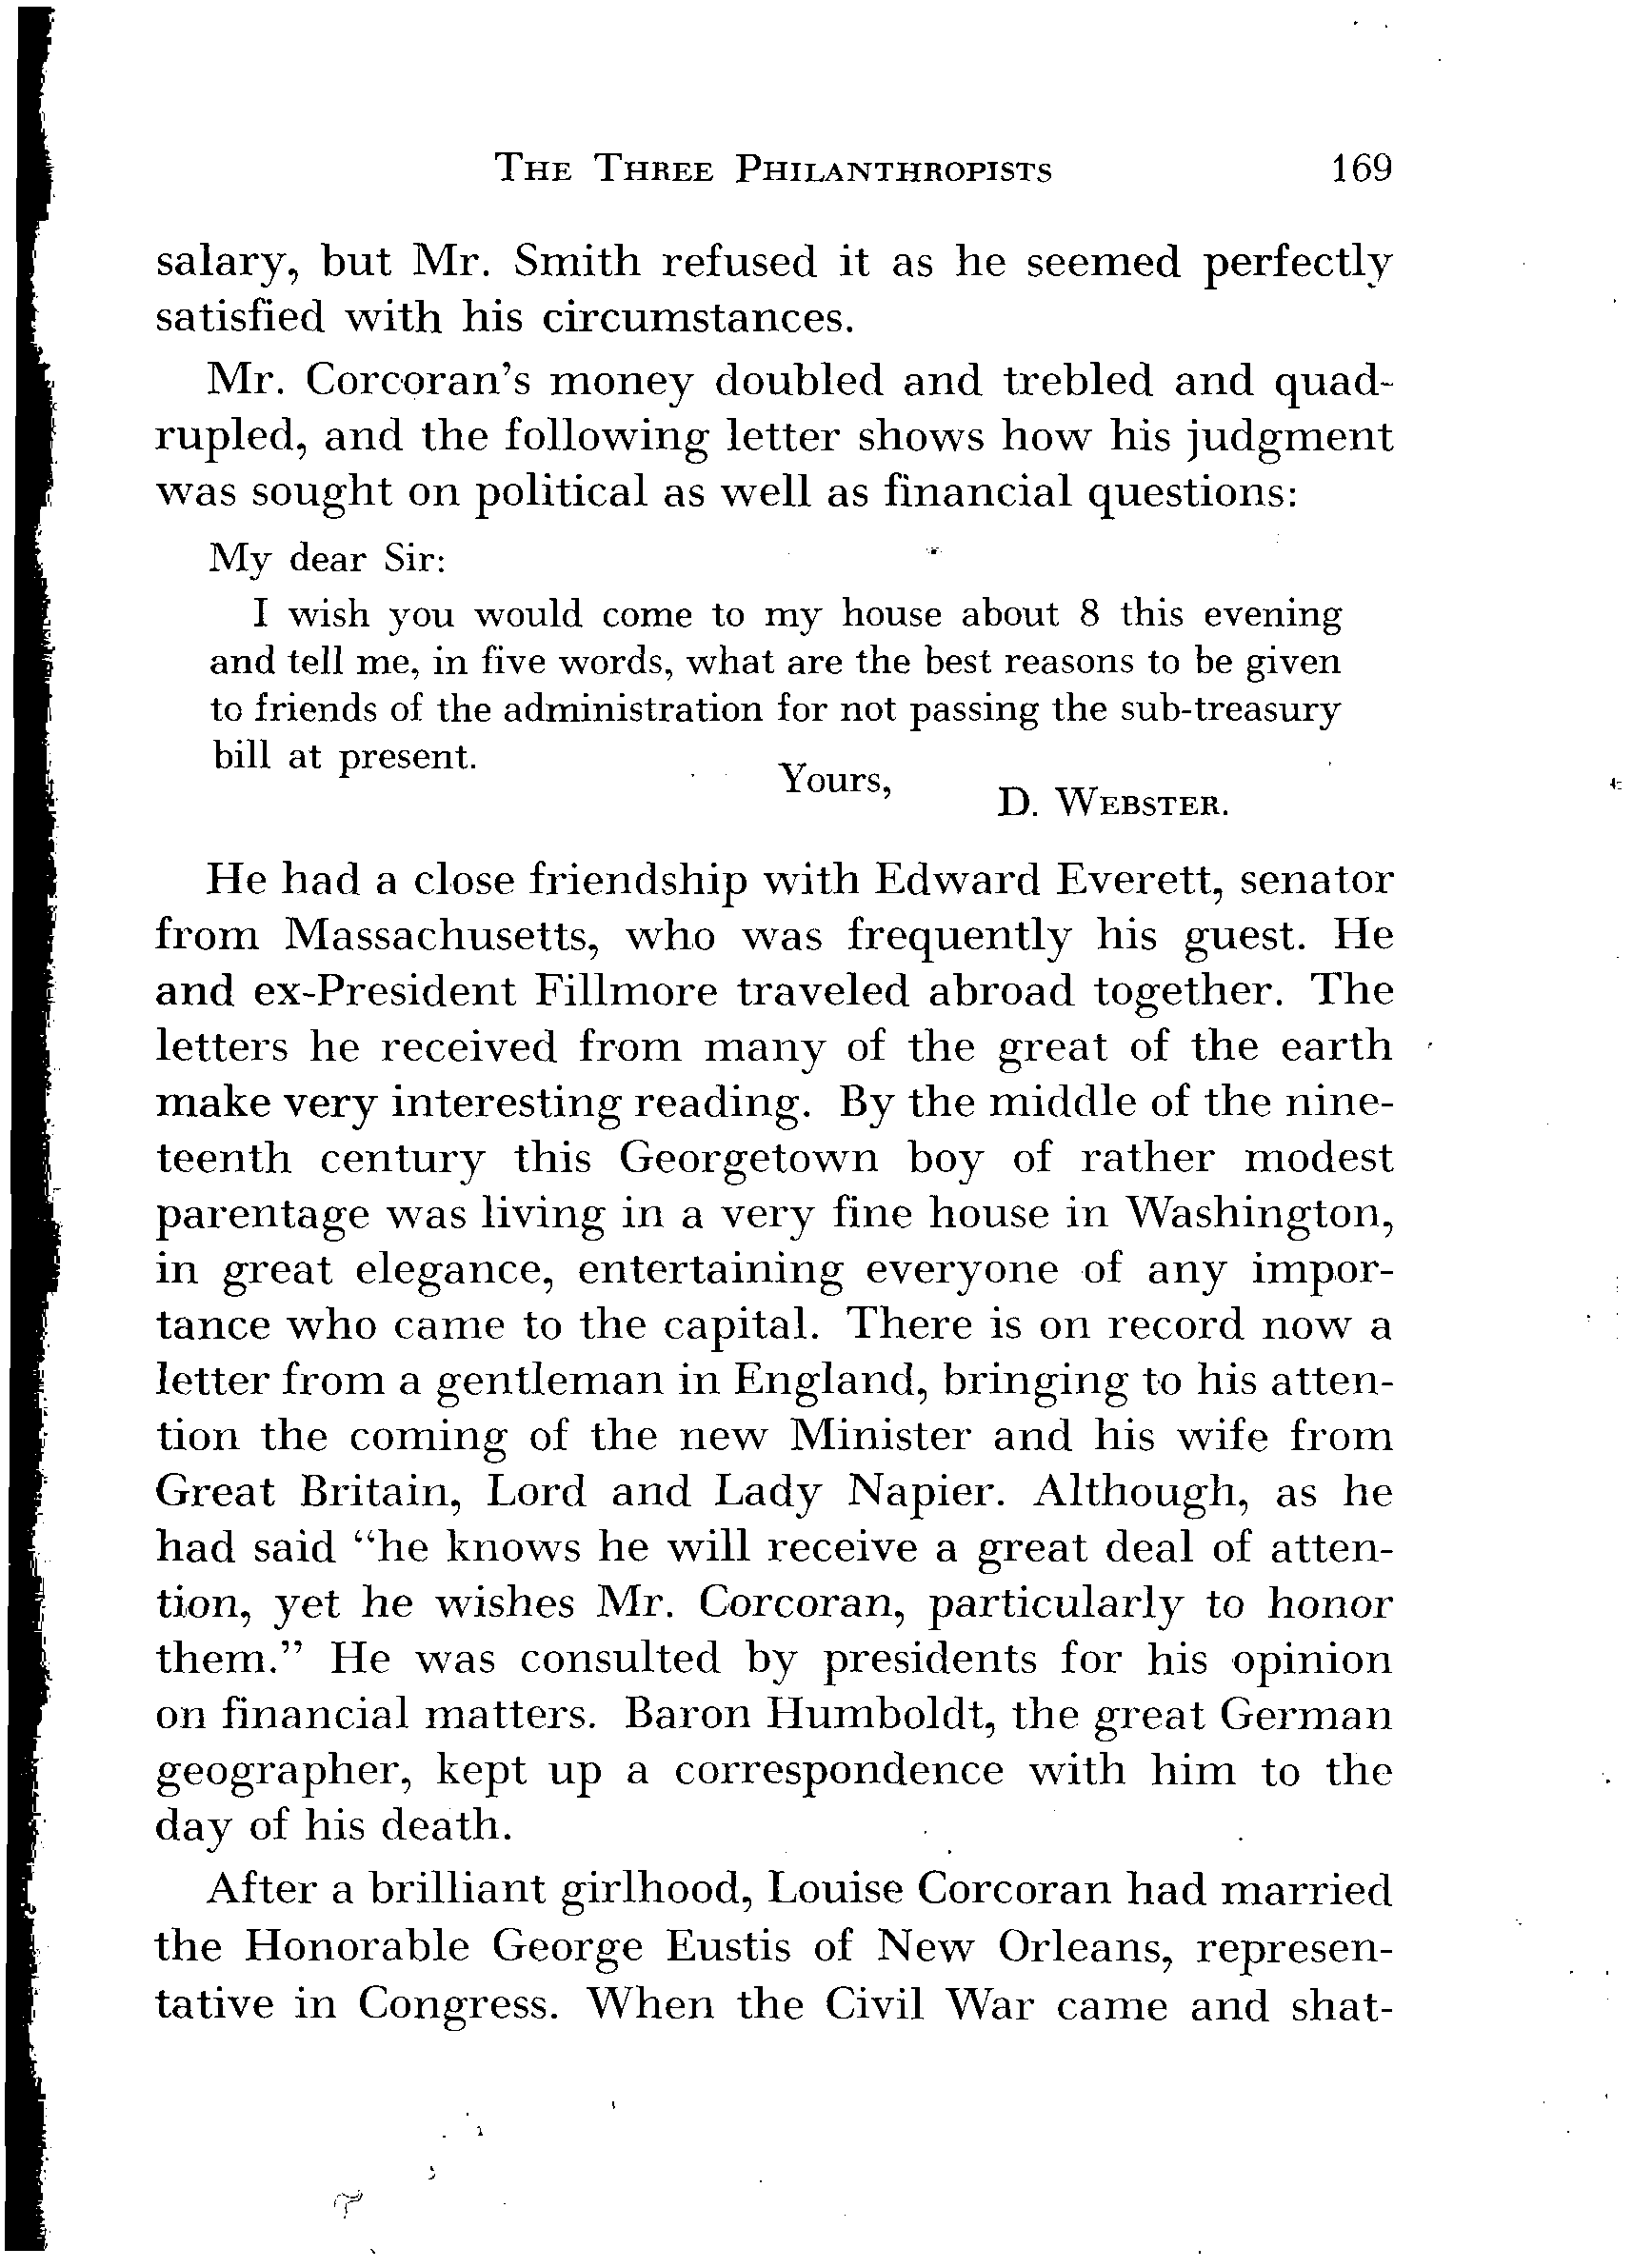 THE THREE PHILANTHROPISTS 169
salary, but Mr. Smith refused it as he seemed perfectly
satisfied with his circumstances.
Mr. Corcoran's money doubled and trebled and quad-
rupled, and the following letter shows how his judgment
was sought on political as well as financial questions:
My dear Sir:
I wish you would come to my house about 8 this evening
and tell me, in five words, what are the best reasons to be given
to friends of the administration for not passing the sub-treasury
bill at present.
Yours,
D. WEBSTER.
He had a close friendship with Edward Everett, senator
from Massachusetts, who was frequently his guest. He
and ex-President Fillmore traveled abroad together. The
letters he received from many of the great of the earth
make very interesting reading. By the middle of the nine-
teenth century this Georgetown boy of rather modest
parentage was living in a very fine house in Washington,
in great elegance, entertaining everyone of any impor-
tance who came to the capital. There is on record now a
letter from a gentleman in England, bringing to his atten-
tion the coming of the new Minister and his wife from
Great Britain, Lord and Lady Napier. Although, as he
had said "he knows he will receive a great deal of atten-
tion, yet he wishes Mr. Corcoran, particularly to honor
them." He was consulted by presidents for his opinion
on financial matters. Baron Humboldt, the great German
geographer, kept up a correspondence with him to the
day of his death.
After a brilliant girlhood, Louise Corcoran had married
the Honorable George Eustis of New Orleans, represen-
tative in Congress. When the Civil War came and shat-